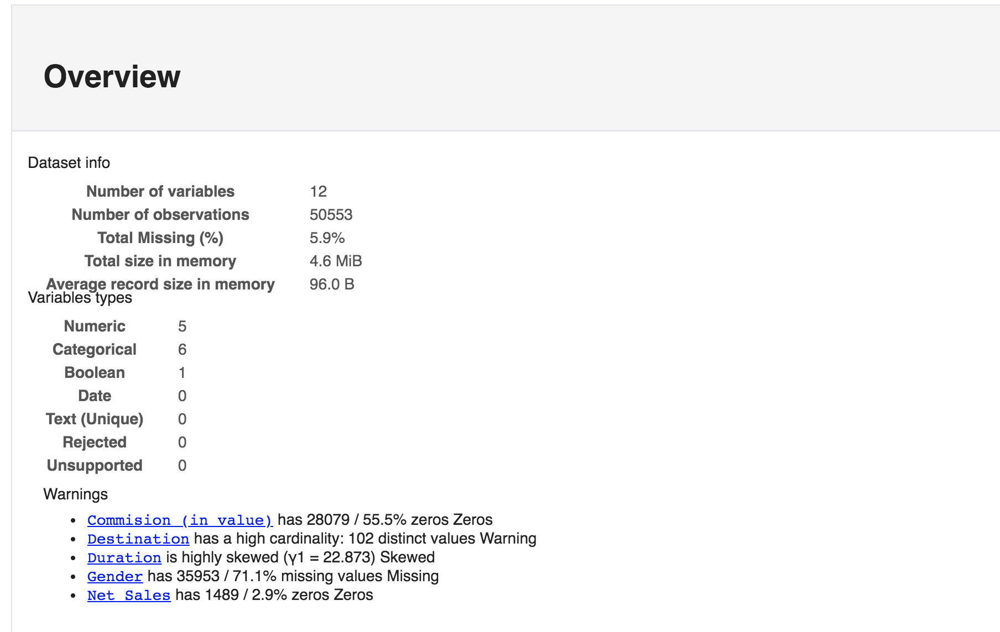 Overview
Dataset info
Number of variables 12
Number of observations 50553
Total Missing (%) 5.9%
Total size in memory 4.6 MiB
Average record size in memory 96.0 B
Variables types
Numeric 5
Categorical 6
Boolean 1
Date 0
Text (Unique) 0
Rejected 0
Unsupported 0
Warnings
• Commision (in value) has 28079 / 55.5% zeros Zeros
• Destination has a high cardinality: 102 distinct values Warning
• Duration is highly skewed (γ1 = 22.873) Skewed
• Gender has 35953 / 71.1% missing values Missing
• Net Sales has 1489 / 2.9% zeros Zeros